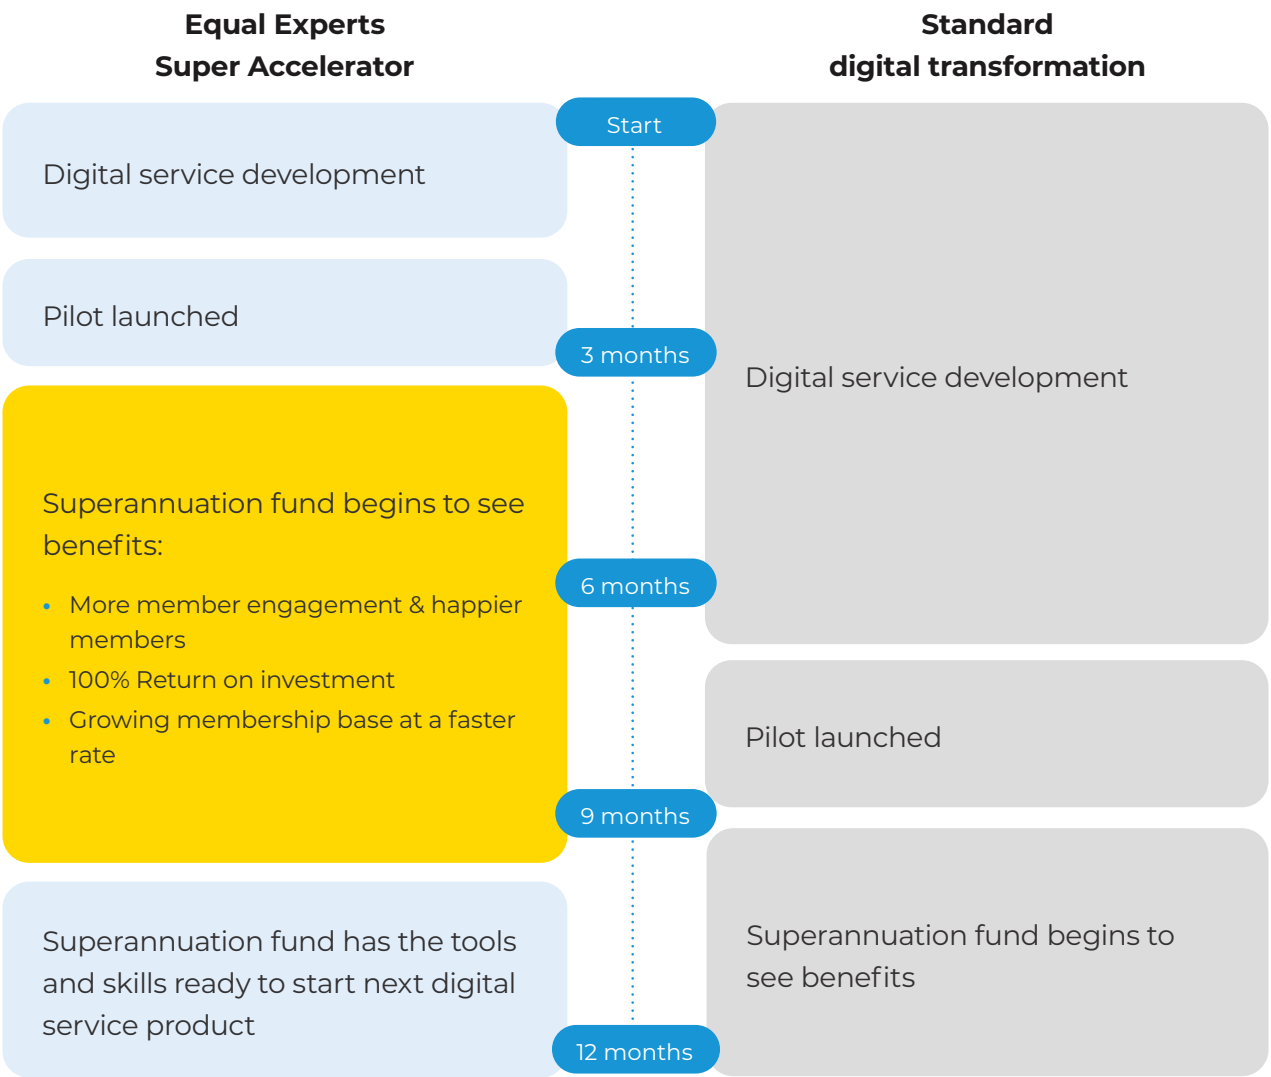 Equal Experts
Super Accelerator
Standard
digital transformation
Start
Digital service development
Pilot launched
3 months
Digital service development
Superannuation fund begins to see
benefits:
• More member engagement & happier
members
• 100% Return on investment
• Growing membership base at a faster
rate
6 months
Pilot launched
9 months
Superannuation fund has the tools
and skills ready to start next digital
service product
Superannuation fund begins to
see benefits
12 months